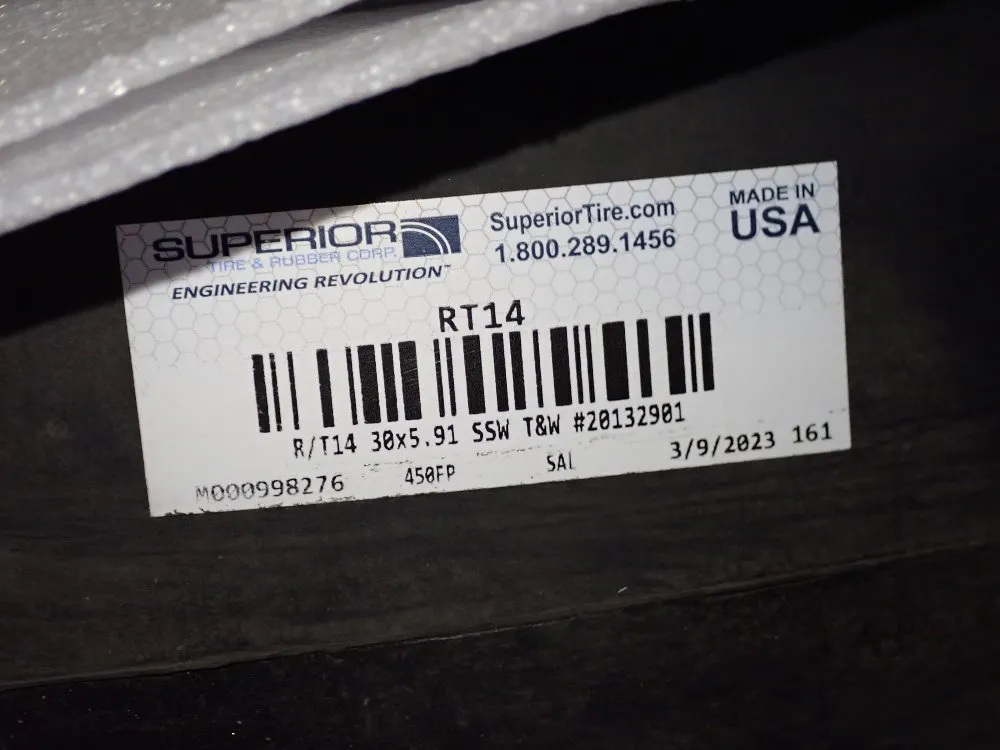 SUPERIOR
TIRE & RUBBER CORP.
ENGINEERING REVOLUTION™
SuperiorTire.com
1.800.289.1456
MADE IN
USA
RT14
R/T14 30x5.91 SSW T&W #20132901
M000998276 450FP SAL 3/9/2023 161